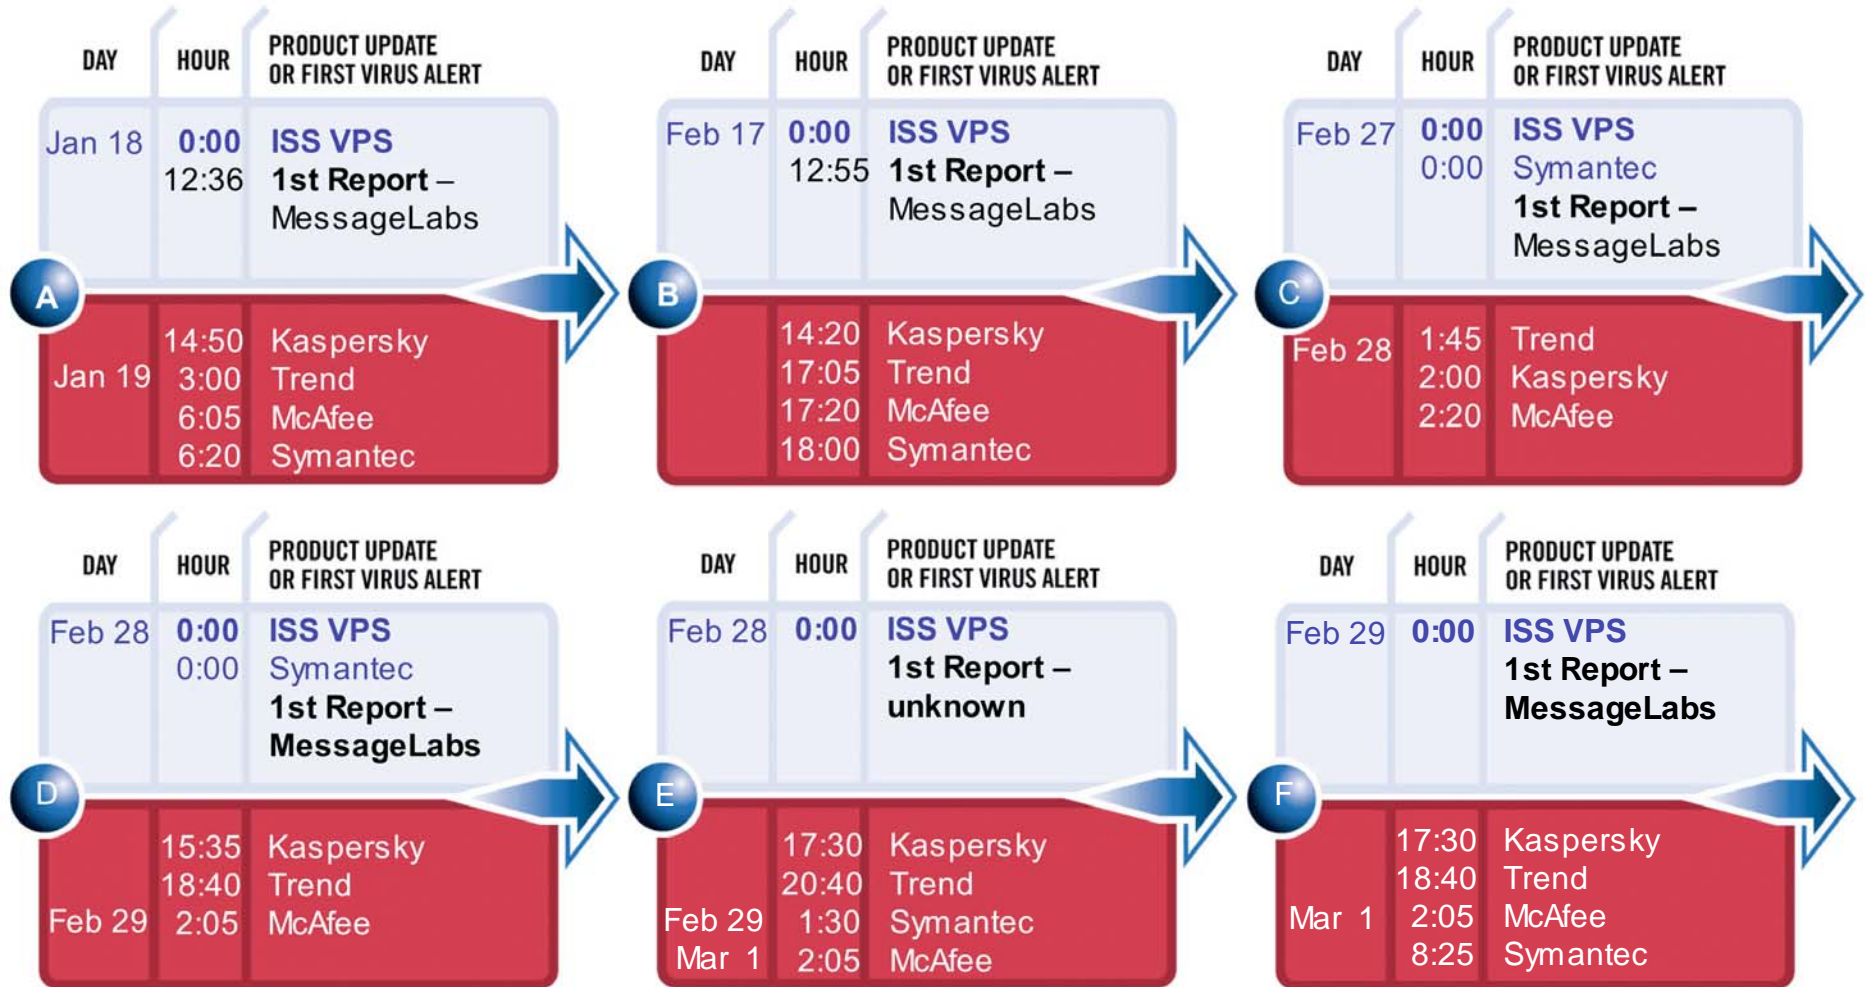 DAY HOUR PRODUCT UPDATE
OR FIRST VIRUS ALERT
Jan 18 0:00 ISS VPS
12:36 1st Report –
MessageLabs
A
14:50 Kaspersky
Jan 19 3:00 Trend
6:05 McAfee
6:20 Symantec
DAY HOUR PRODUCT UPDATE
OR FIRST VIRUS ALERT
Feb 17 0:00 ISS VPS
12:55 1st Report –
MessageLabs
B
14:20 Kaspersky
17:05 Trend
17:20 McAfee
18:00 Symantec
DAY HOUR PRODUCT UPDATE
OR FIRST VIRUS ALERT
Feb 27 0:00 ISS VPS
0:00 Symantec
1st Report –
MessageLabs
C
Feb 28 1:45 Trend
2:00 Kaspersky
2:20 McAfee
DAY HOUR PRODUCT UPDATE
OR FIRST VIRUS ALERT
Feb 28 0:00 ISS VPS
0:00 Symantec
1st Report –
MessageLabs
D
15:35 Kaspersky
18:40 Trend
Feb 29 2:05 McAfee
DAY HOUR PRODUCT UPDATE
OR FIRST VIRUS ALERT
Feb 28 0:00 ISS VPS
1st Report –
unknown
E
17:30 Kaspersky
20:40 Trend
Feb 29 1:30 Symantec
Mar 1 2:05 McAfee
DAY HOUR PRODUCT UPDATE
OR FIRST VIRUS ALERT
Feb 29 0:00 ISS VPS
1st Report –
MessageLabs
F
17:30 Kaspersky
18:40 Trend
Mar 1 2:05 McAfee
8:25 Symantec